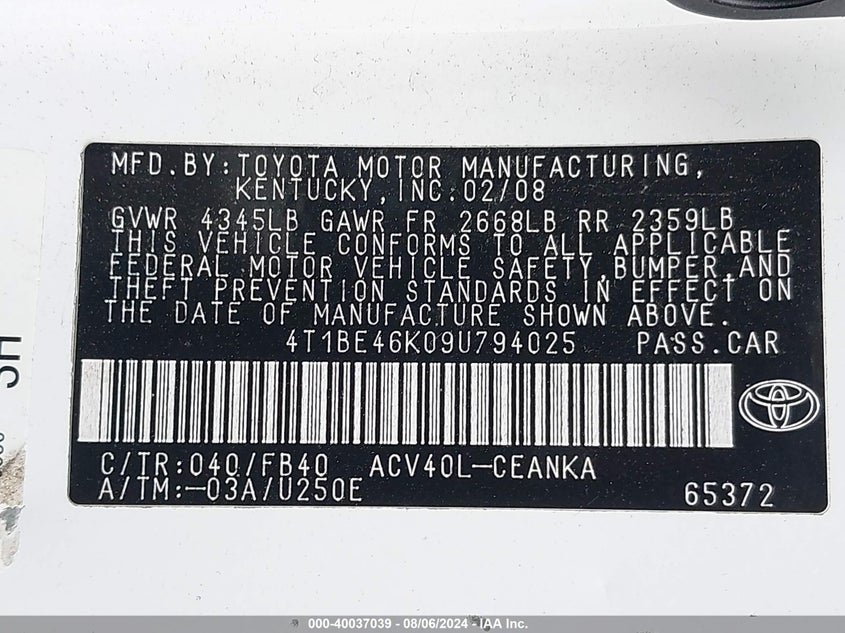 MFD.BY:TOYOTA MOTOR MANUFACTURING,
KENTUCKY,INC.02/08
GVWR 4345LB GAWR FR 2668LB RR 2359LB
THIS VEHICLE CONFORMS TO ALL APPLICABLE
FEDERAL MOTOR VEHICLE SAFETY,BUMPER,AND
THEFT PREVENTION STANDARDS IN EFFECT ON
THE DATE OF MANUFACTURE SHOWN ABOVE.
4T1BE46K09U794025 PASS.CAR
C/TR:040/FB40 ACV40L-CEANKA
A/TM:-03A/U250E 65372
000-40037039 - 08/06/2024 - IAA Inc.